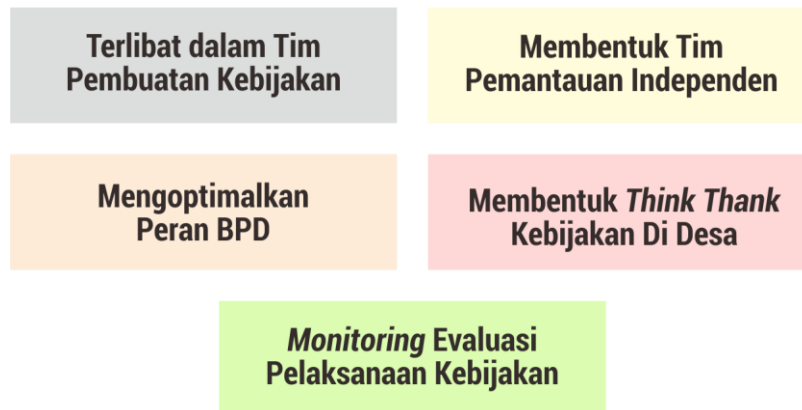 Terlibat dalam Tim
Pembuatan Kebijakan
Membentuk Tim
Pemantauan Independen
Mengoptimalkan
Peran BPD
Membentuk Think Thank
Kebijakan Di Desa
Monitoring Evaluasi
Pelaksanaan Kebijakan